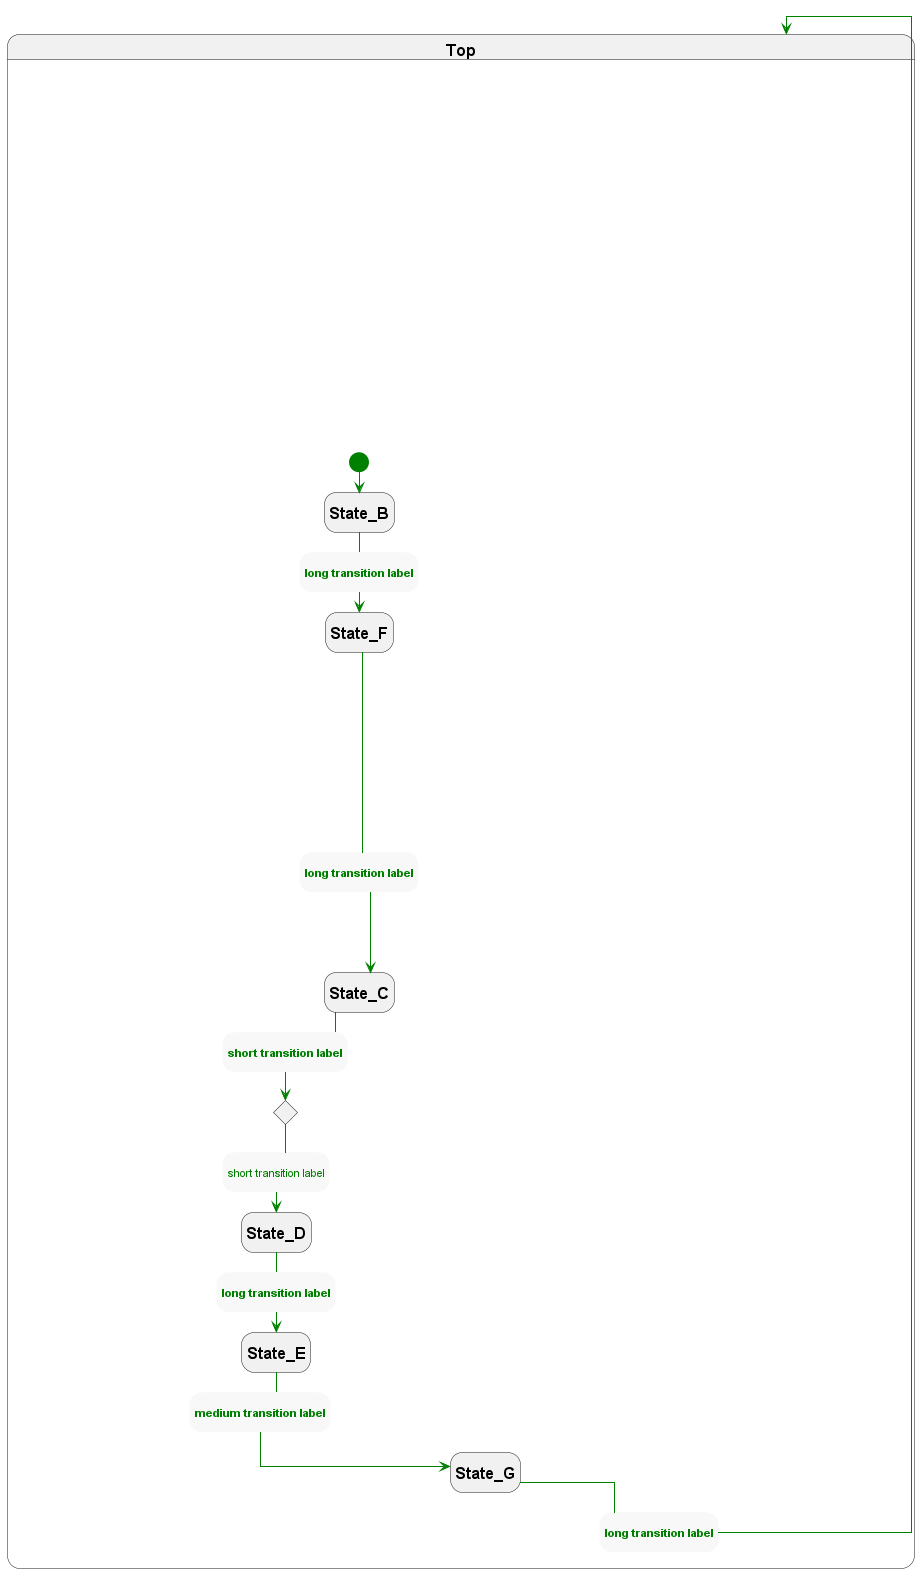 Top
State_B
long transition label
State_F
long transition label
State_C
short transition label
short transition label
State_D
long transition label
State_E
medium transition label
State_G
long transition label